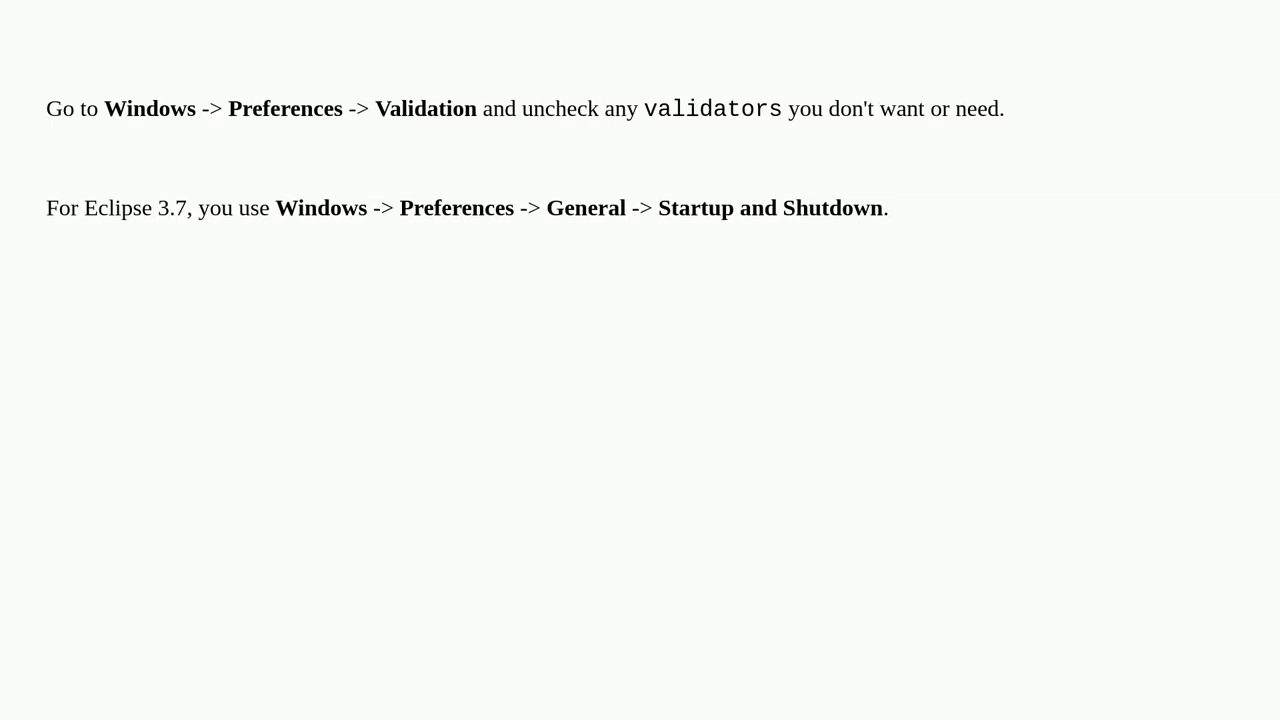 Go to Windows -> Preferences -> Validation and uncheck any validators you don't want or need.
For Eclipse 3.7, you use Windows -> Preferences -> General -> Startup and Shutdown.